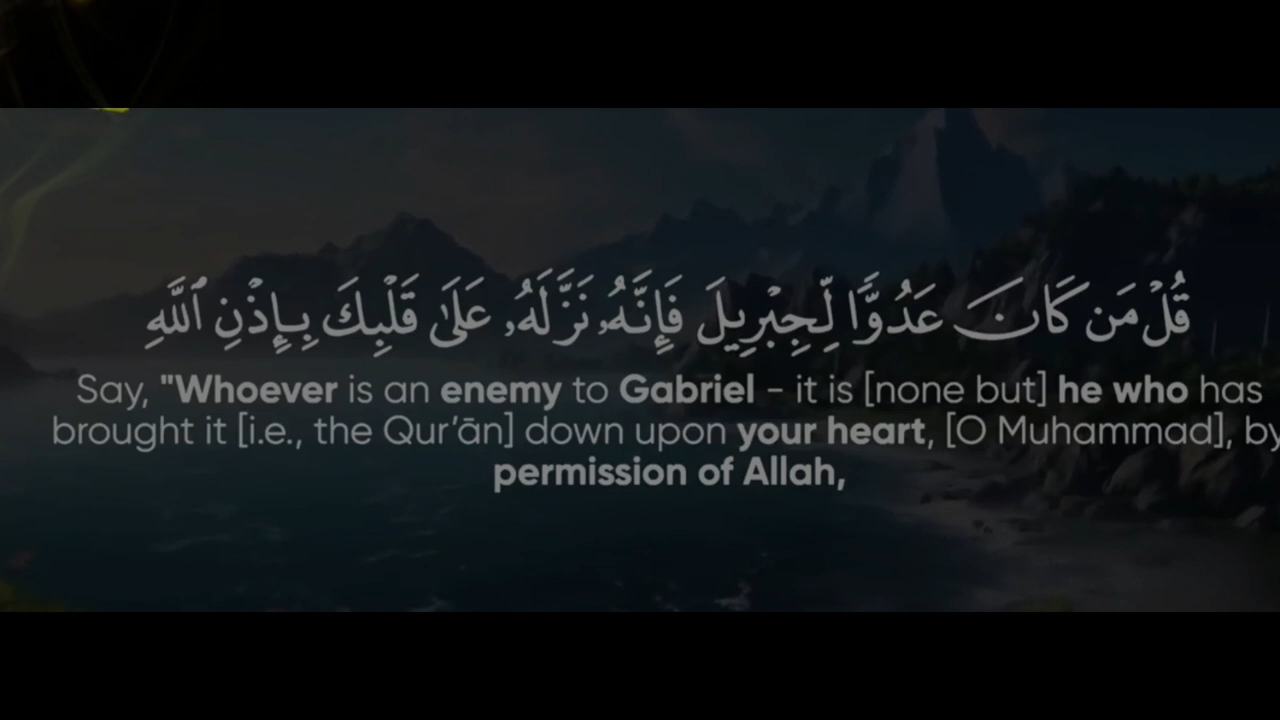 قُلْ مَن كَانَ عَدُوًّا لِّجِبْرِيلَ فَإِنَّهُۥ نَزَّلَهُۥ عَلَىٰ قَلْبِكَ بِإِذْنِ ٱللَّهِ
Say, "Whoever is an enemy to Gabriel - it is [none but] he who has
brought it [i.e., the Qur’ān] down upon your heart, [O Muhammad], by
permission of Allah,